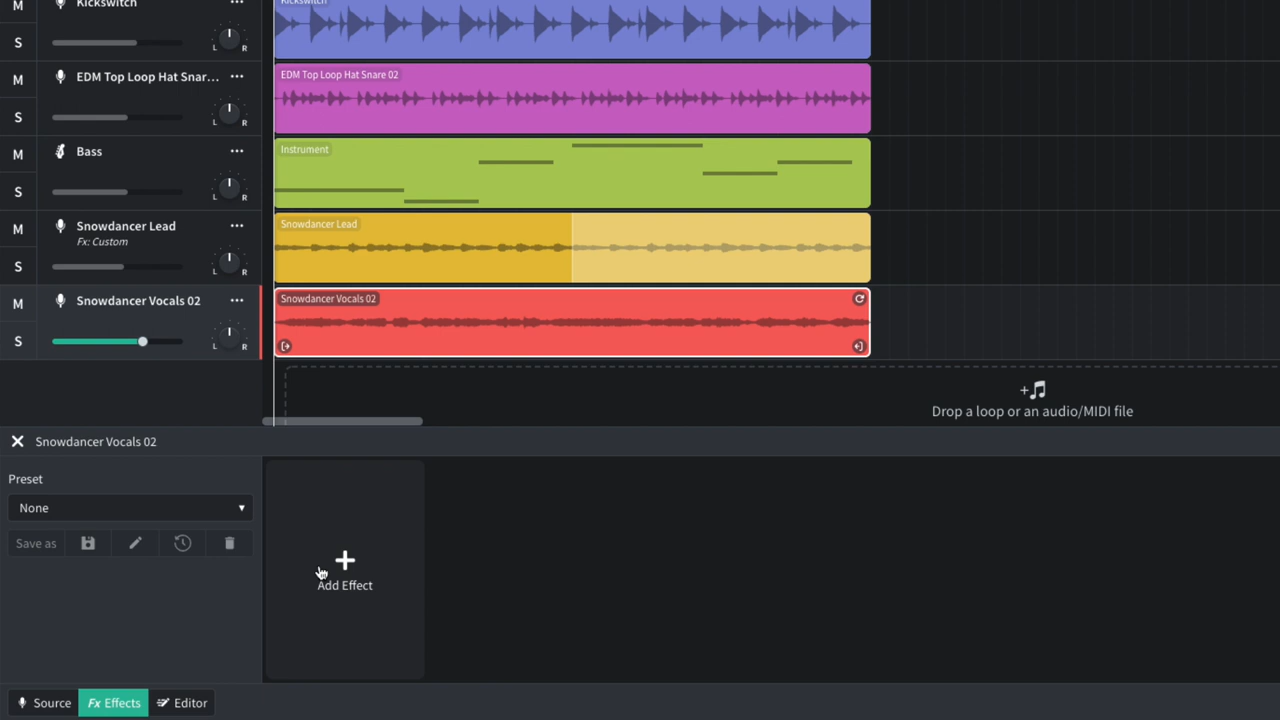 M
Kickswitch
Kickswitch
S
L R
M
EDM Top Loop Hat Snar...
EDM Top Loop Hat Snare 02
S
L R
M
Bass
Instrument
S
L R
M
Snowdancer Lead
Snowdancer Lead
Fx: Custom
S
L R
M
Snowdancer Vocals 02
Snowdancer Vocals 02
S
L R
Drop a loop or an audio/MIDI file
Snowdancer Vocals 02
Preset
None
Save as
Add Effect
Source
Fx Effects
Editor